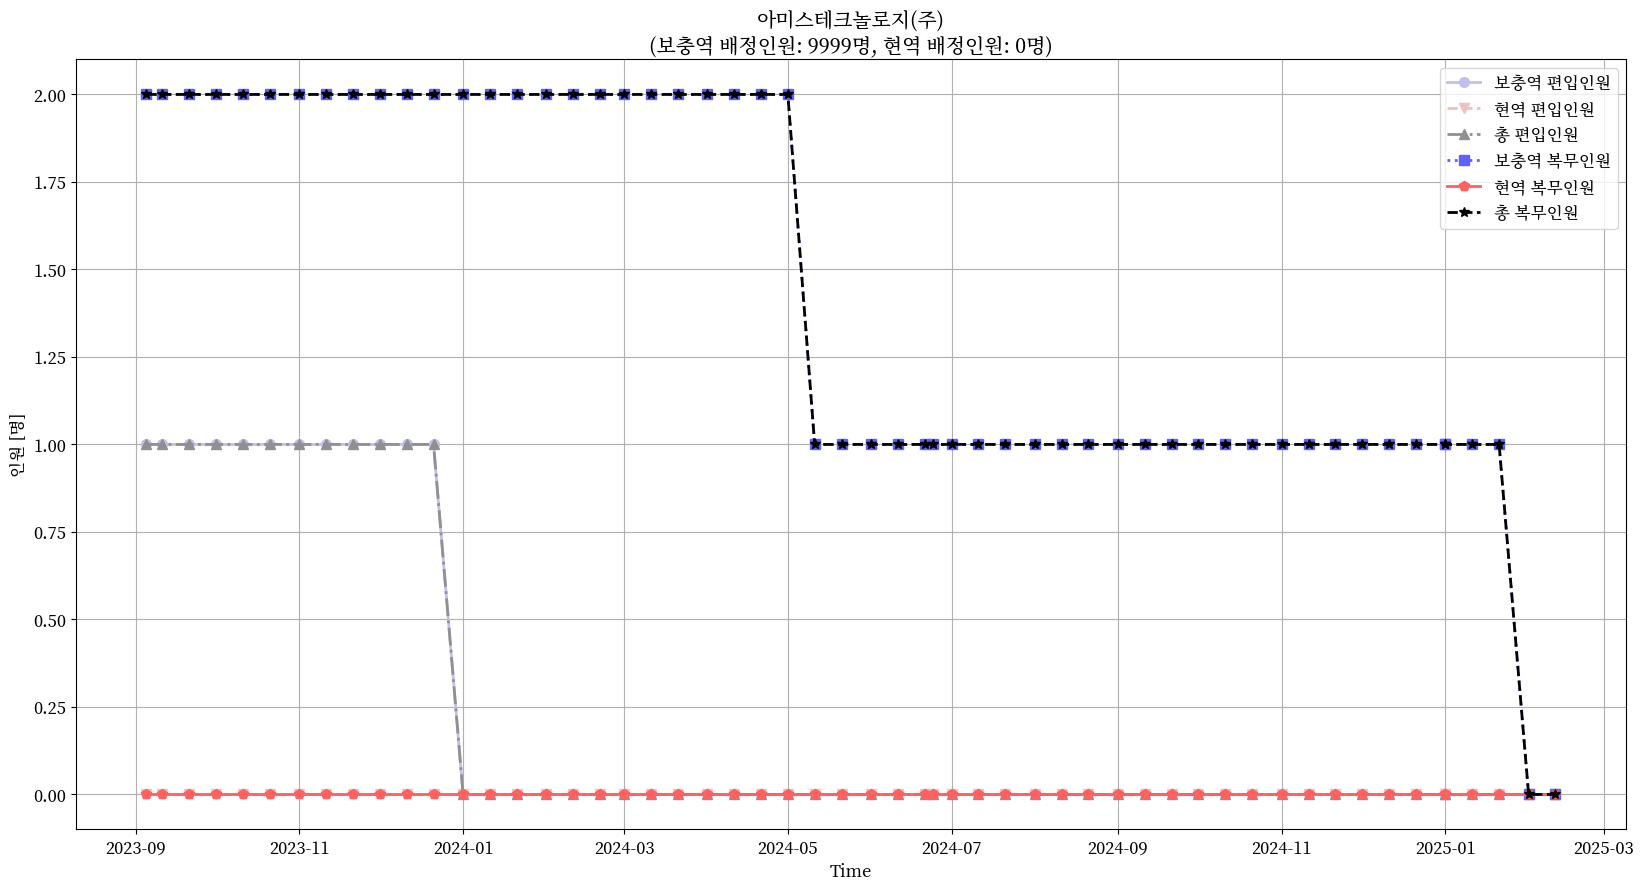 아미스테크놀로지(주)
(보충역 배정인원: 9999명, 현역 배정인원: 0명)
보충역 편입인원
현역 편입인원
총 편입인원
보충역 복무인원
현역 복무인원
총 복무인원
인원 [명]
2.00
1.75
1.50
1.25
1.00
0.75
0.50
0.25
0.00
2023-09 2023-11 2024-01 2024-03 2024-05 2024-07 2024-09 2024-11 2025-01 2025-03
Time